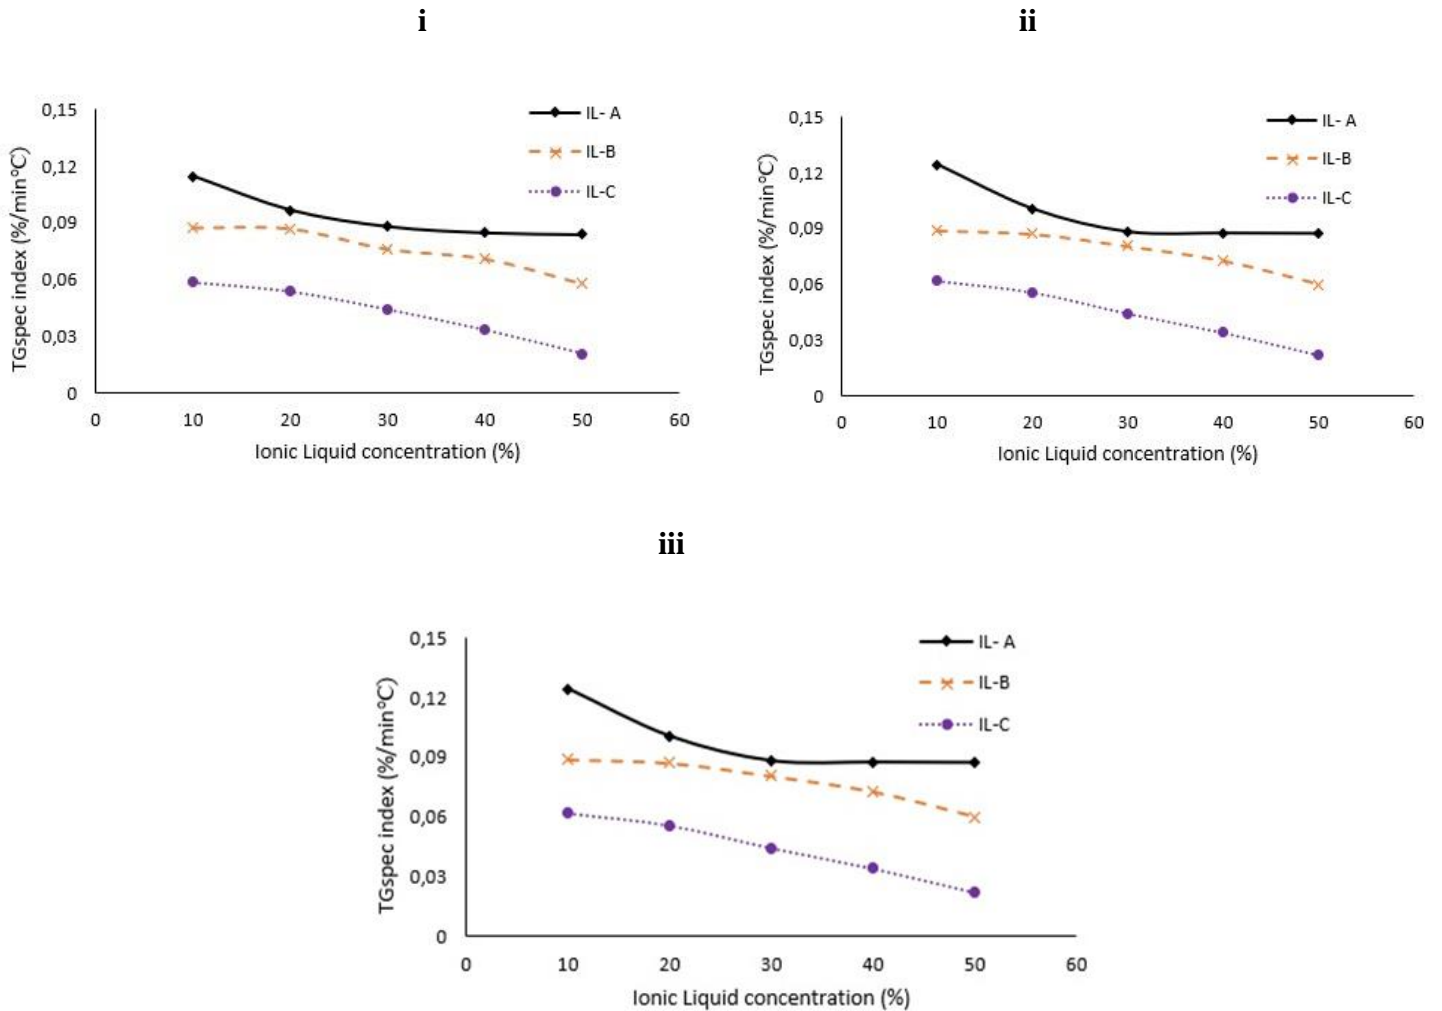 i
ii
0,15
0,12
0,09
0,06
0,03
0
TGspec index (%/min°C)
0 10 20 30 40 50 60
Ionic Liquid concentration (%)
IL- A
IL-B
IL-C
0,15
0,12
0,09
0,06
0,03
0
TGspec index (%/min°C)
0 10 20 30 40 50 60
Ionic Liquid concentration (%)
IL- A
IL-B
IL-C
iii
0,15
0,12
0,09
0,06
0,03
0
TGspec index (%/min°C)
0 10 20 30 40 50 60
Ionic Liquid concentration (%)
IL- A
IL-B
IL-C